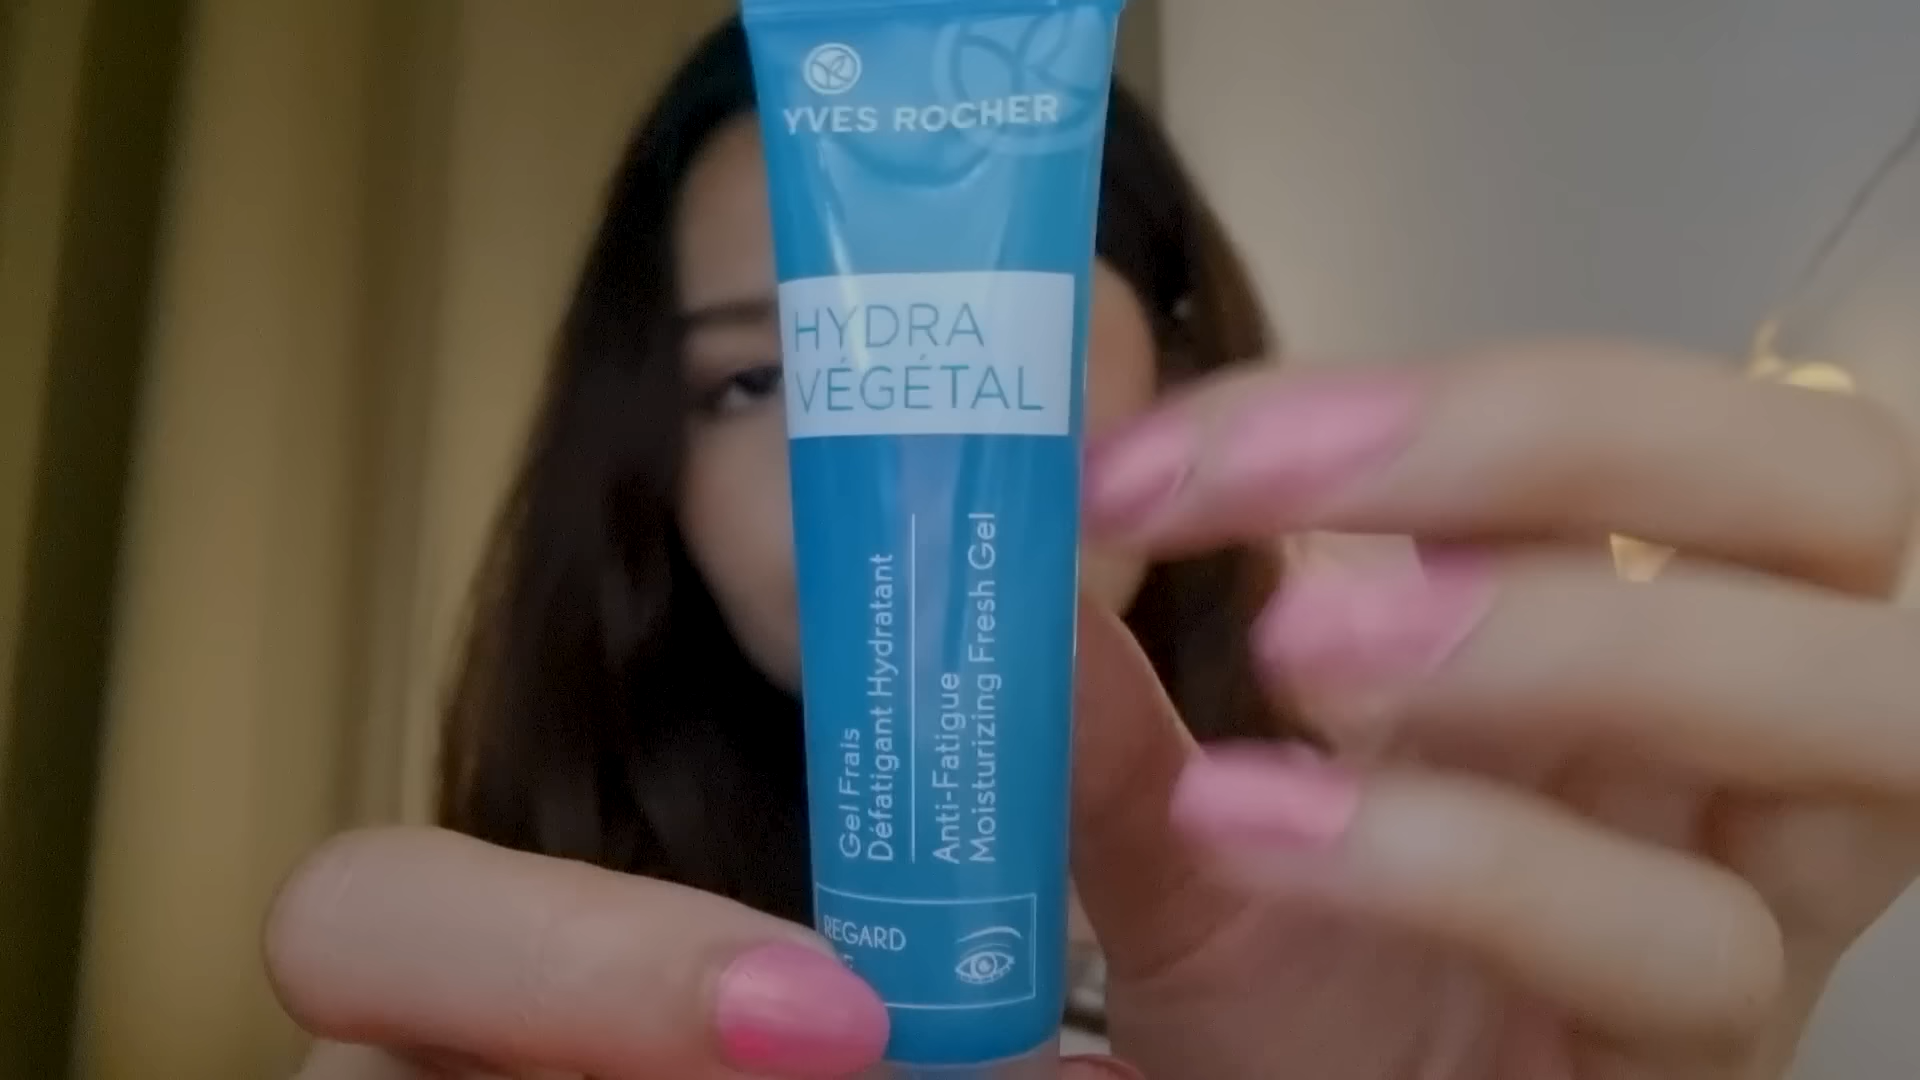 YVES ROCHER
HYDRA
VÉGÉTAL
Gel Frais
Défatigant Hydratant
Anti-Fatigue
Moisturizing Fresh Gel
REGARD